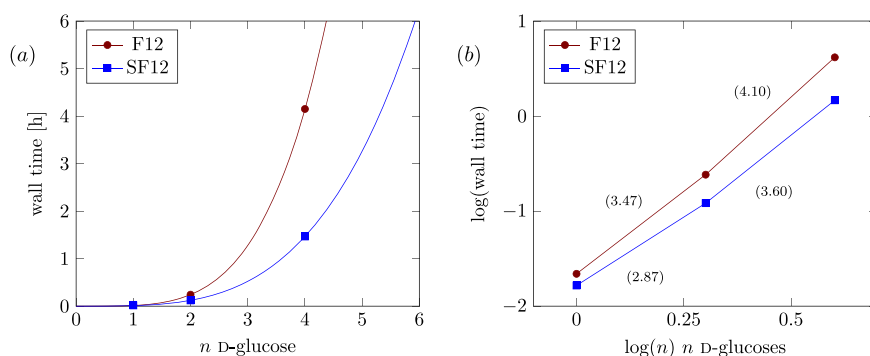 (a)
F12
SF12
wall time [h]
6
5
4
3
2
1
0
0 1 2 3 4 5 6
n D-glucose
(b)
F12
SF12
log(wall time)
0
−1
−2
(4.10)
(3.47)
(3.60)
(2.87)
0 0.25 0.5
log(n) n D-glucoses